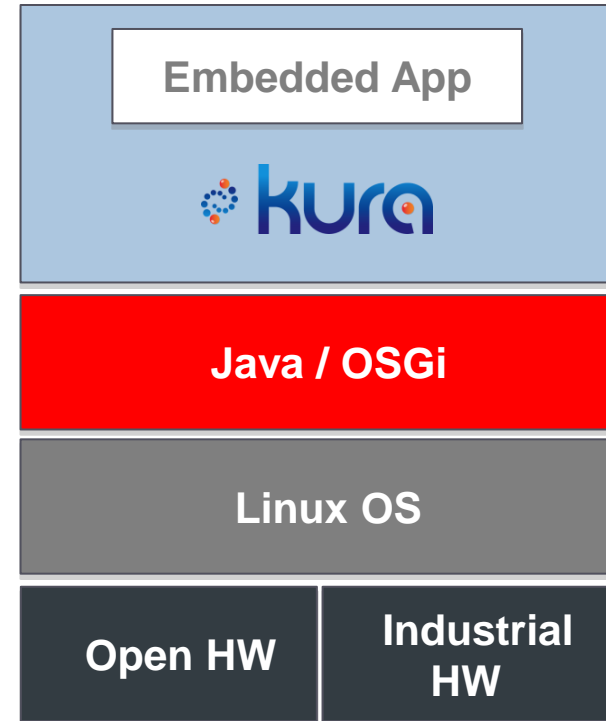 Embedded App
kura
Java / OSGi
Linux OS
Open HW
Industrial
HW